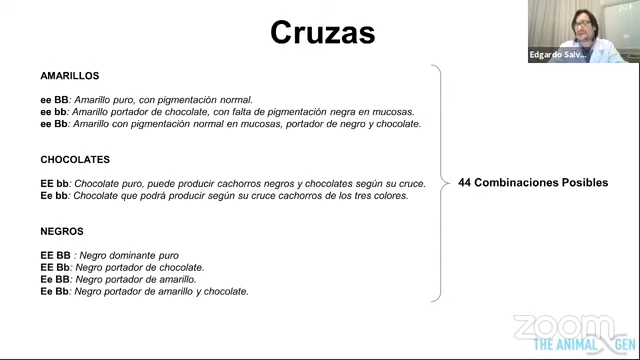 Cruzas
Edgardo Salv...
AMARILLOS
ee BB: Amarillo puro, con pigmentación normal.
ee bb: Amarillo portador de chocolate, con falta de pigmentación negra en mucosas.
ee Bb: Amarillo con pigmentación normal en mucosas, portador de negro y chocolate.
CHOCOLATES
EE bb: Chocolate puro, puede producir cachorros negros y chocolates según su cruce.
Ee bb: Chocolate que podrá producir según su cruce cachorros de los tres colores.
44 Combinaciones Posibles
NEGROS
EE BB : Negro dominante puro
EE Bb: Negro portador de chocolate.
Ee BB: Negro portador de amarillo.
Ee Bb: Negro portador de amarillo y chocolate.
zoom
THE ANIMAL GEN